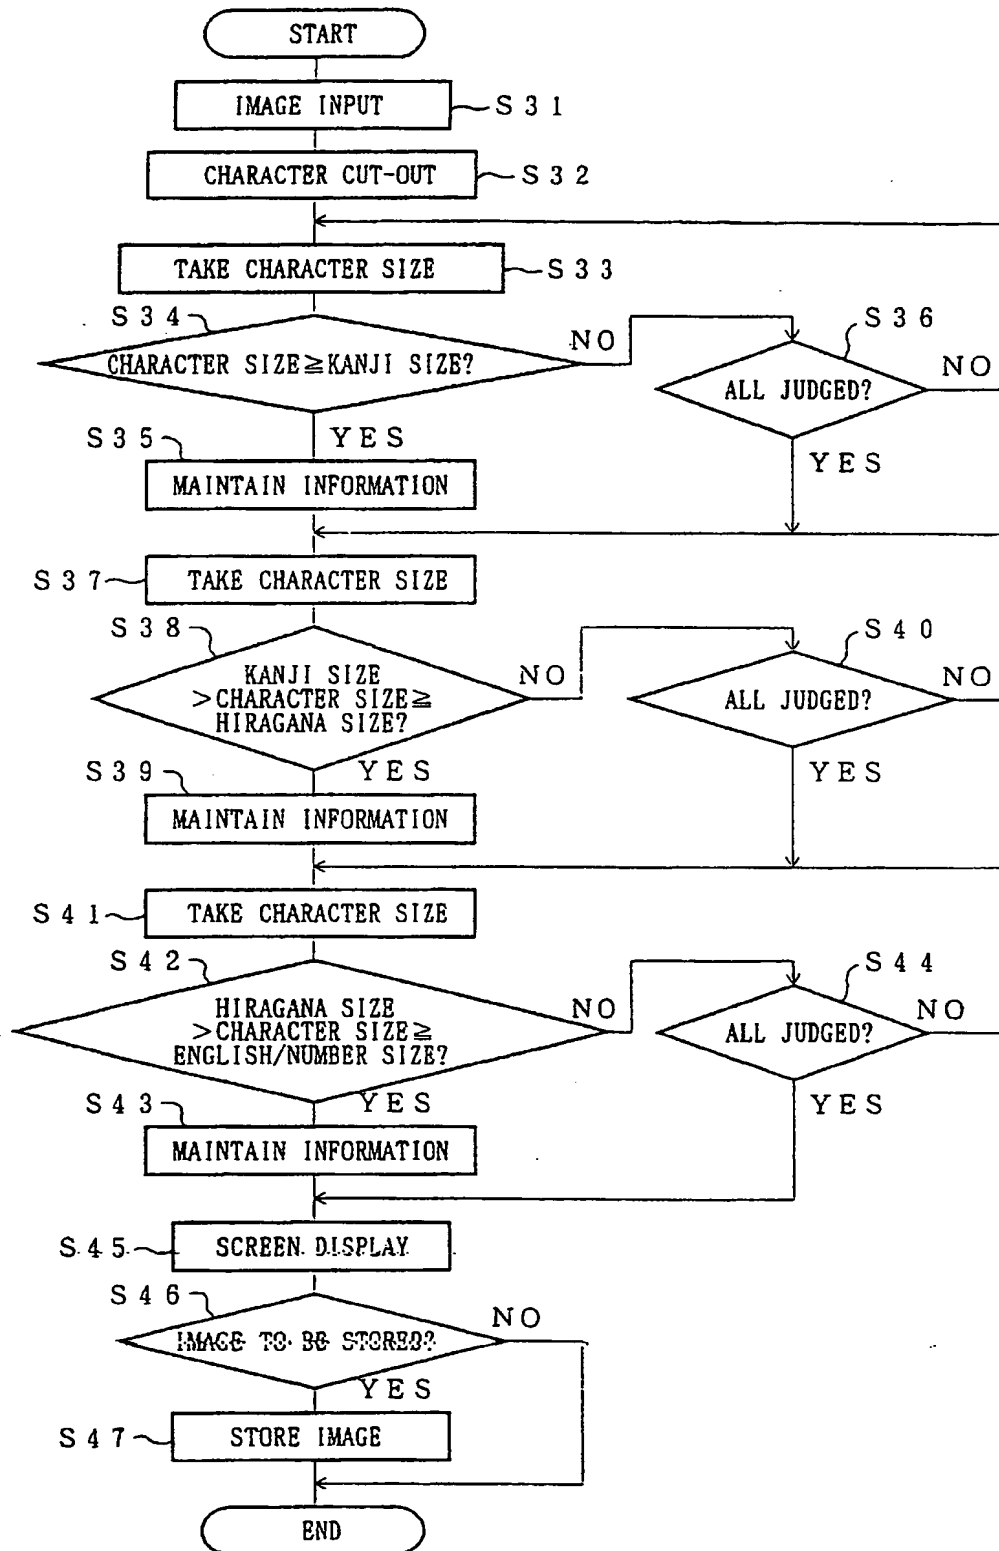 START
IMAGE INPUT
S31
CHARACTER CUT-OUT
S32
TAKE CHARACTER SIZE
S33
S34
CHARACTER SIZE≧KANJI SIZE?
NO
S36
ALL JUDGED?
NO
YES
S35
YES
MAINTAIN INFORMATION
S37
TAKE CHARACTER SIZE
S38
KANJI SIZE
>CHARACTER SIZE≧
HIRAGANA SIZE?
NO
S40
ALL JUDGED?
NO
YES
S39
YES
MAINTAIN INFORMATION
S41
TAKE CHARACTER SIZE
S42
HIRAGANA SIZE
>CHARACTER SIZE≧
ENGLISH/NUMBER SIZE?
NO
S44
ALL JUDGED?
NO
YES
S43
YES
MAINTAIN INFORMATION
S45
SCREEN DISPLAY
S46
IMAGE TO BE STORED?
NO
YES
S47
STORE IMAGE
END